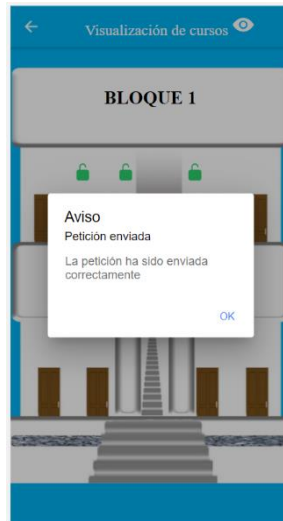 Visualización de cursos
BLOQUE 1
Aviso
Petición enviada
La petición ha sido enviada
correctamente
OK